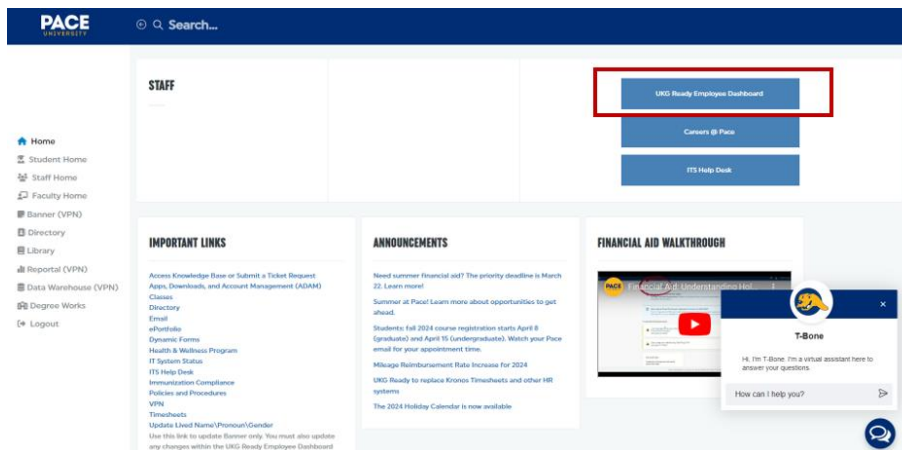 PACE
UNIVERSITY
Search...
STAFF
UKG Ready Employee Dashboard
Careers @ Pace
ITS Help Desk
Home
Student Home
Staff Home
Faculty Home
Banner (VPN)
Directory
Library
Reportal (VPN)
Data Warehouse (VPN)
Degree Works
Logout
IMPORTANT LINKS
Access Knowledge Base or Submit a Ticket Request
Apps, Downloads, and Account Management (ADAM)
Classes
Directory
Email
ePortfolio
Dynamic Forms
Health & Wellness Program
IT System Status
ITS Help Desk
Immunization Compliance
Policies and Procedures
VPN
Timesheets
Update Lived Name\Pronoun\Gender
Use this link to update Banner only. You must also update
any changes within the UKG Ready Employee Dashboard
ANNOUNCEMENTS
Need summer financial aid? The priority deadline is March
22. Learn more!
Summer at Pace! Learn more about opportunities to get
ahead.
Students: fall 2024 course registration starts April 8
(graduate) and April 15 (undergraduate). Watch your Pace
email for your appointment time.
Mileage Reimbursement Rate Increase for 2024
UKG Ready to replace Kronos Timesheets and other HR
systems
The 2024 Holiday Calendar is now available
FINANCIAL AID WALKTHROUGH
PACE
Financial Aid: Understanding Hol...
T-Bone
Hi, I'm T-Bone. I'm a virtual assistant here to
answer your questions.
How can I help you?